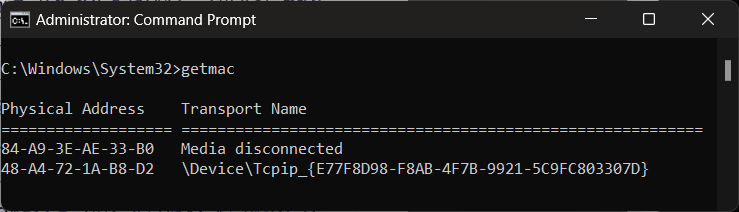 Administrator: Command Prompt
C:\Windows\System32>getmac
Physical Address    Transport Name
=================== ==========================================================
84-A9-3E-AE-33-B0   Media disconnected
48-A4-72-1A-B8-D2   \Device\Tcpip_{E77F8D98-F8AB-4F7B-9921-5C9FC803307D}